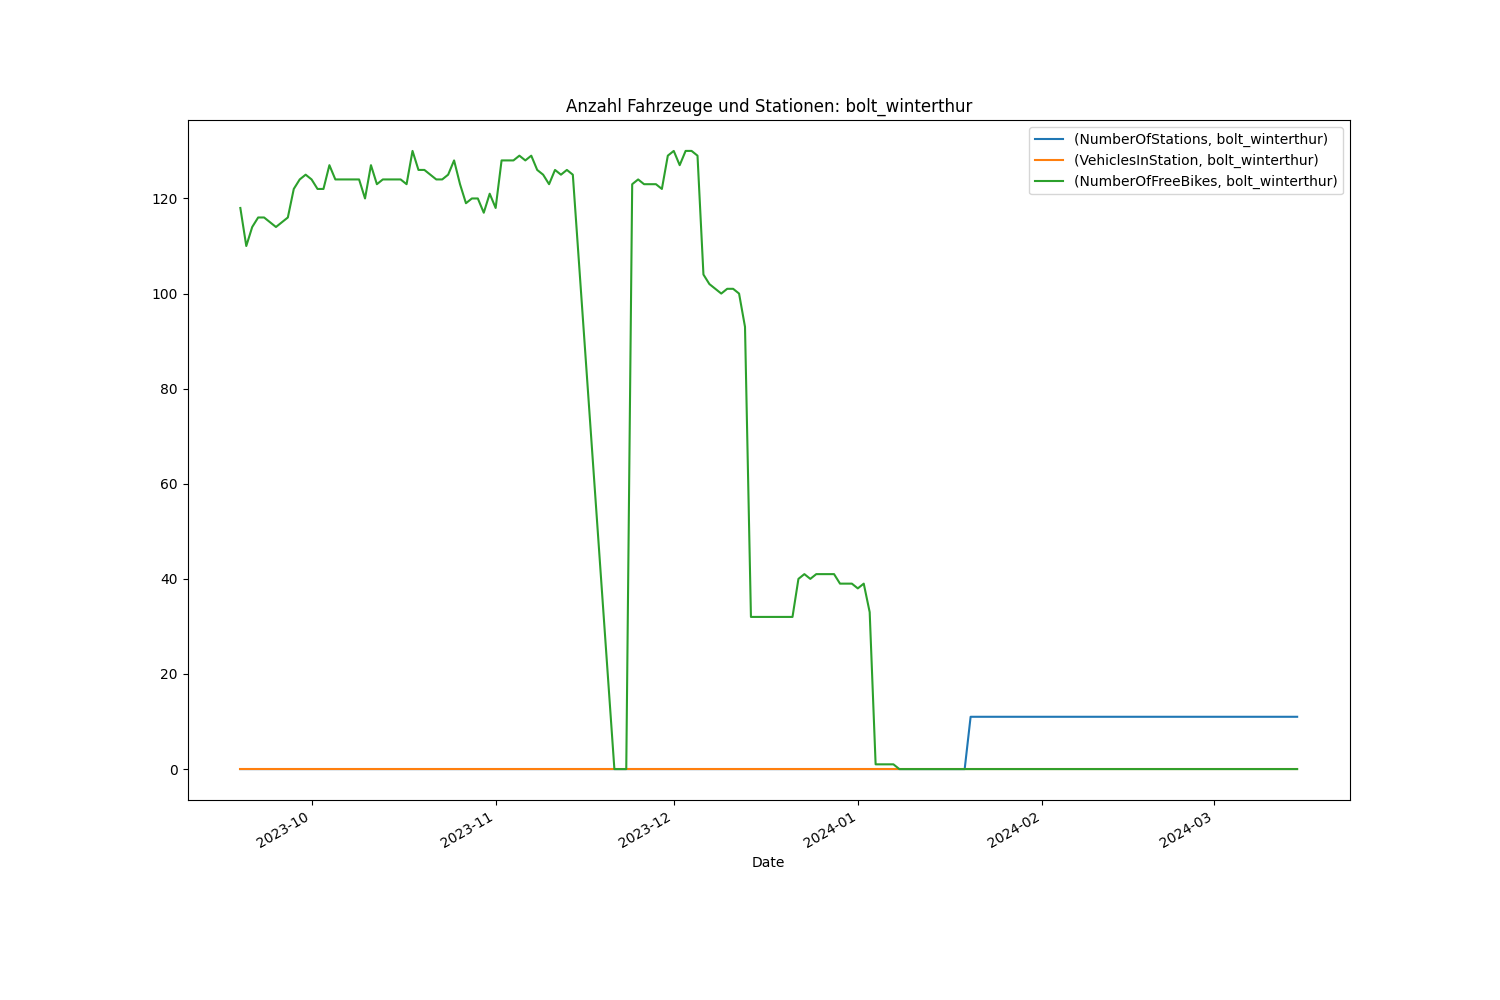 Anzahl Fahrzeuge und Stationen: bolt_winterthur
(NumberOfStations, bolt_winterthur)
(VehiclesInStation, bolt_winterthur)
(NumberOfFreeBikes, bolt_winterthur)
120
100
80
60
40
20
0
2023-10
2023-11
2023-12
2024-01
2024-02
2024-03
Date